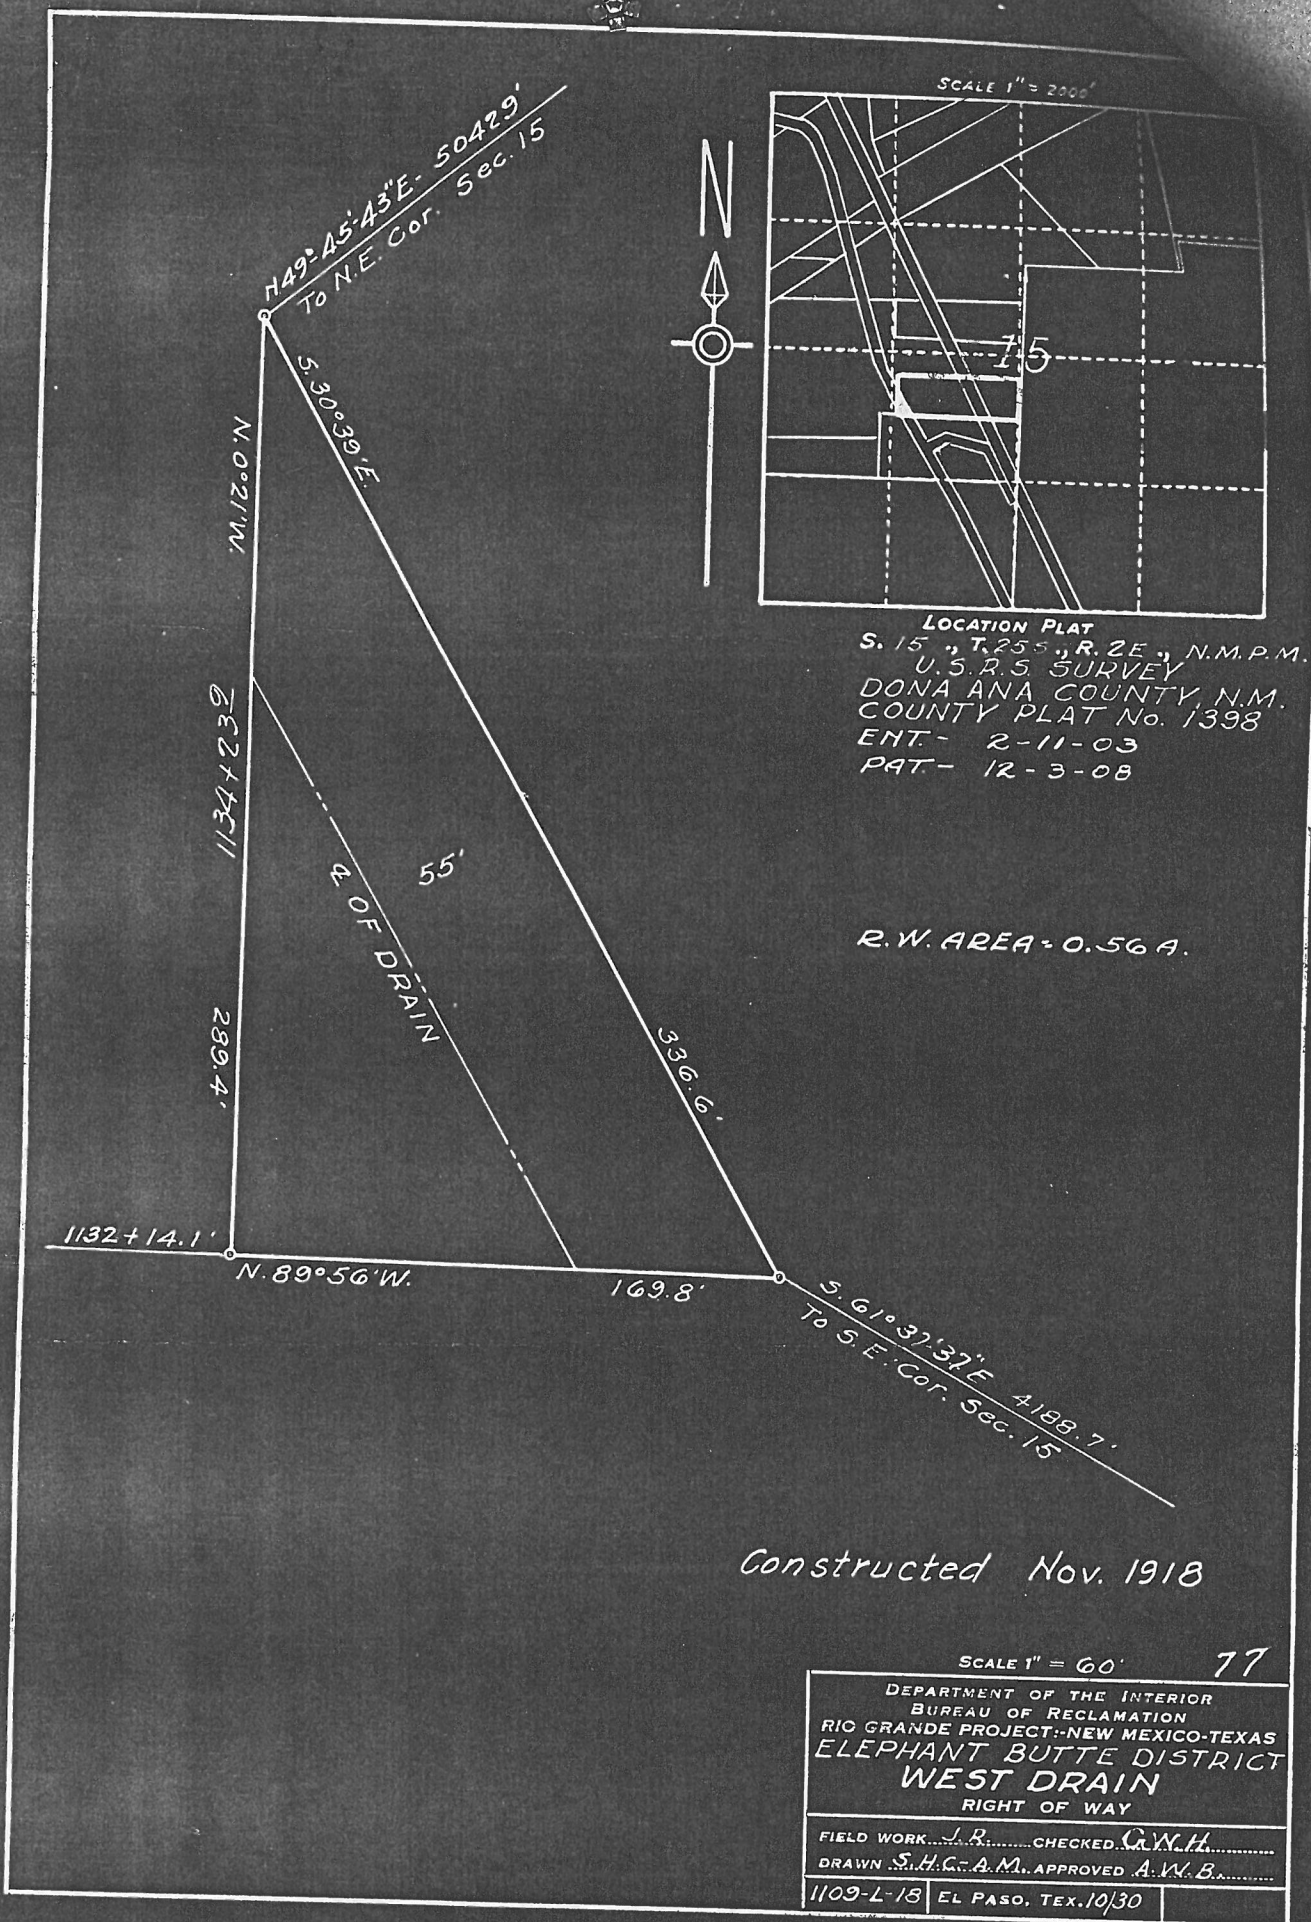 SCALE 1" = 2000'
N
15
N 49°-45'-43"E - 5042.9'
To N.E. Cor. Sec. 15
S. 30°39'E.
N. 0°21'W.
LOCATION PLAT
S. 15 ., T. 25 S., R. 2E ., N.M.P.M.
U.S.R.S. SURVEY
DONA ANA COUNTY, N.M.
COUNTY PLAT No. 1398
ENT.- 2-11-03
PAT.- 12-3-08
1134+23.9
55'
℄ OF DRAIN
R.W. AREA = 0.56 A.
289.4'
336.6'
1132+14.1'
N. 89°56'W.
169.8'
S. 61°37'37"E 4188.7'
To S.E. Cor. Sec. 15
Constructed Nov. 1918
SCALE 1" = 60'
77
DEPARTMENT OF THE INTERIOR
BUREAU OF RECLAMATION
RIO GRANDE PROJECT:-NEW MEXICO-TEXAS
ELEPHANT BUTTE DISTRICT
WEST DRAIN
RIGHT OF WAY
FIELD WORK J.R. CHECKED G.W.H.
DRAWN S.H.C-A.M. APPROVED A.W.B.
1109-L-18 EL PASO, TEX. 10/30